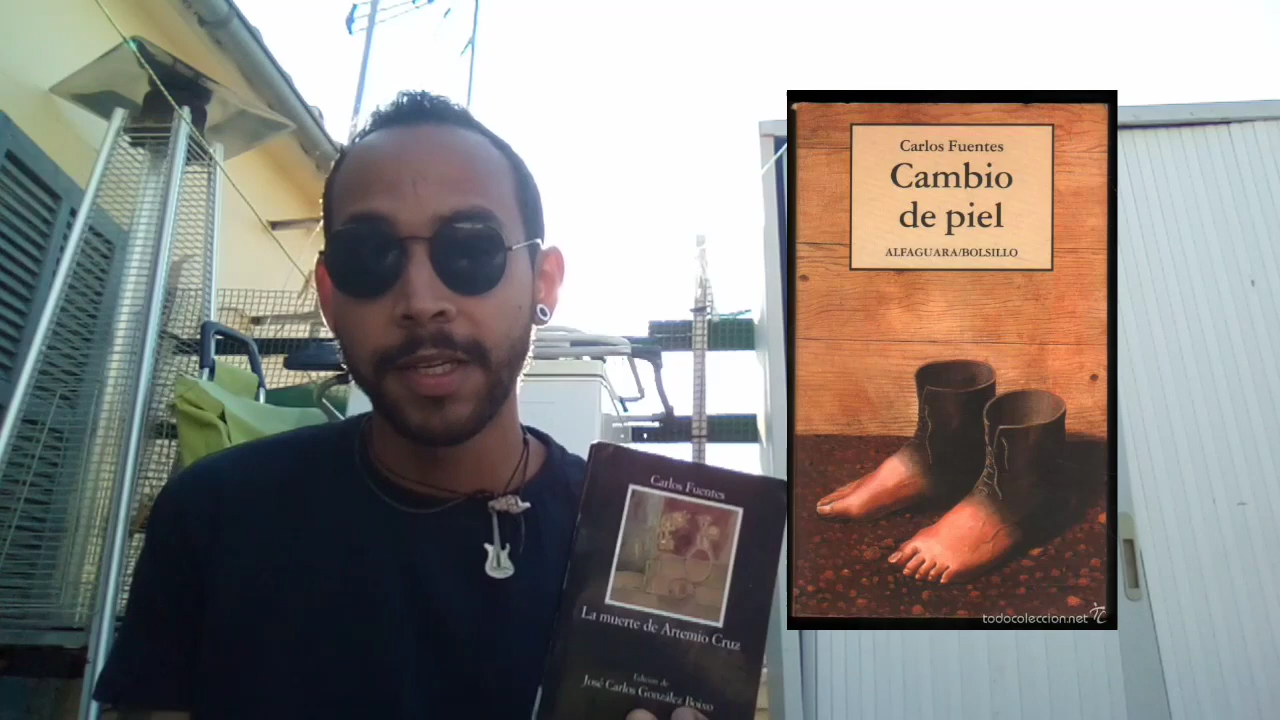 Carlos Fuentes
La muerte de Artemio Cruz
Edición de
José Carlos González Boixo
Carlos Fuentes
Cambio
de piel
ALFAGUARA/BOLSILLO
todocoleccion.net TC